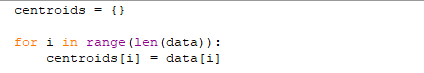 centroids = {}
for i in range(len(data)):
    centroids[i] = data[i]